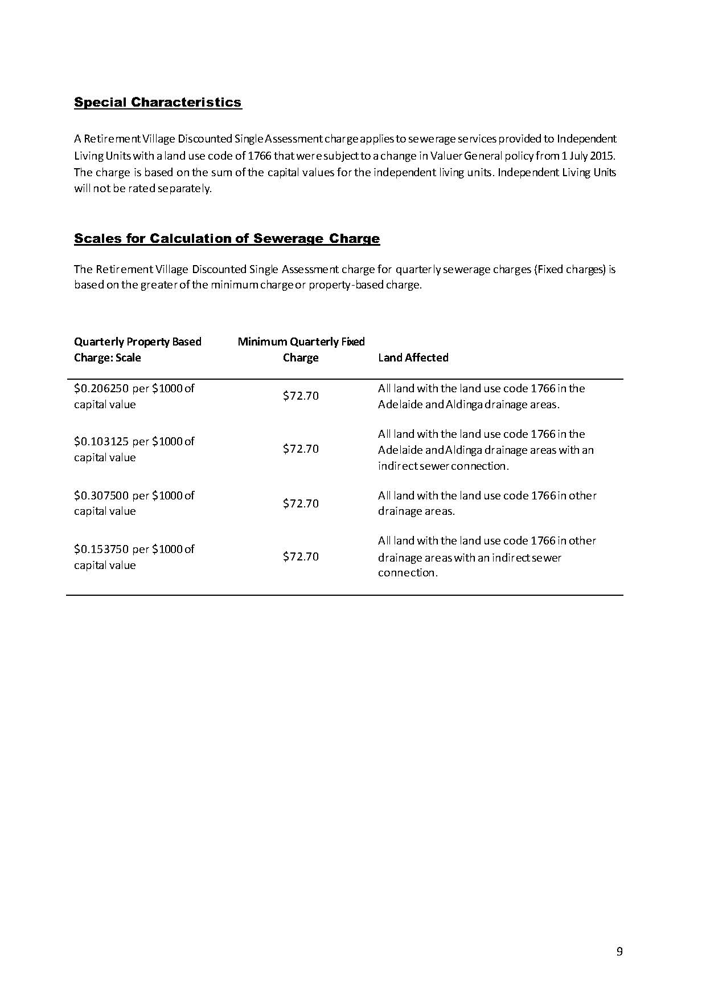 Special Characteristics
A Retirement Village Discounted Single Assessment charge applies to sewerage services provided to Independent
Living Units with a land use code of 1766 that were subject to a change in Valuer General policy from 1 July 2015.
The charge is based on the sum of the capital values for the independent living units. Independent Living Units
will not be rated separately.
Scales for Calculation of Sewerage Charge
The Retirement Village Discounted Single Assessment charge for quarterly sewerage charges (Fixed charges) is
based on the greater of the minimum charge or property-based charge.
Quarterly Property Based Minimum Quarterly Fixed
Charge: Scale Charge Land Affected
$0.206250 per $1000 of
capital value
$72.70
All land with the land use code 1766 in the
Adelaide and Aldinga drainage areas.
$0.103125 per $1000 of
capital value
$72.70
All land with the land use code 1766 in the
Adelaide and Aldinga drainage areas with an
indirect sewer connection.
$0.307500 per $1000 of
capital value
$72.70
All land with the land use code 1766 in other
drainage areas.
$0.153750 per $1000 of
capital value
$72.70
All land with the land use code 1766 in other
drainage areas with an indirect sewer
connection.
9